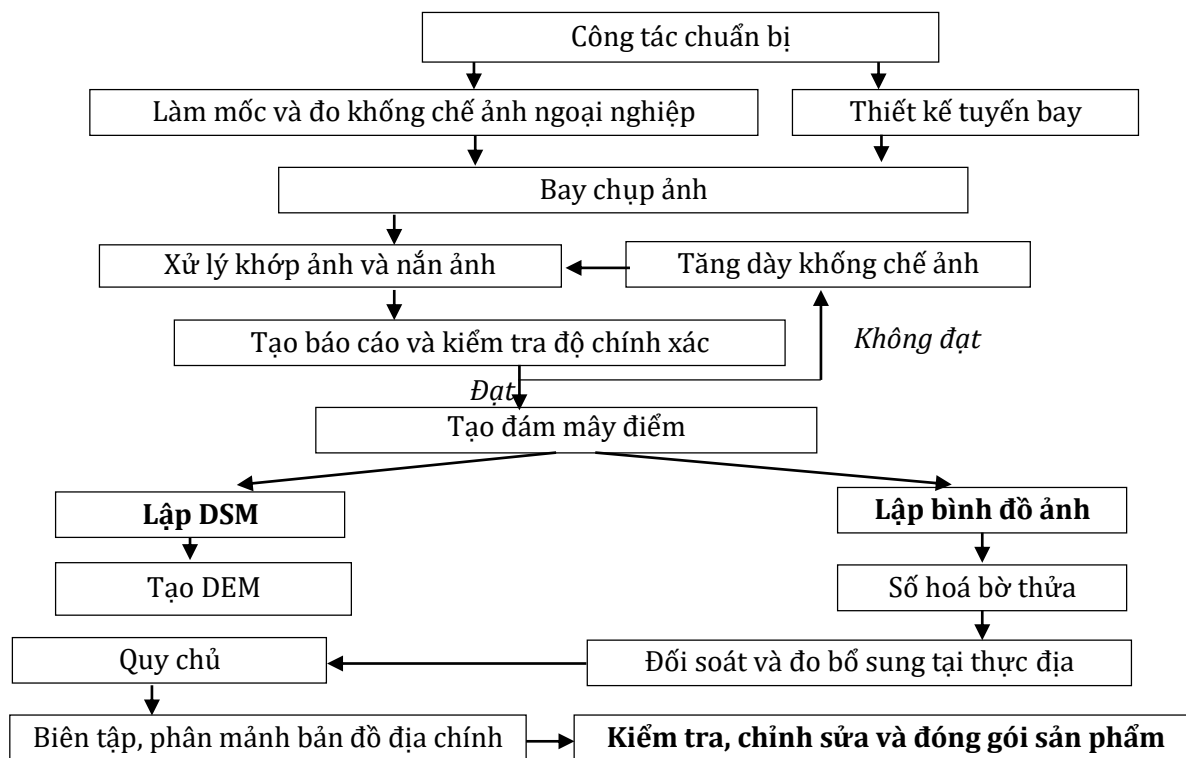 Công tác chuẩn bị
Làm mốc và đo khống chế ảnh ngoại nghiệp
Thiết kế tuyến bay
Bay chụp ảnh
Xử lý khớp ảnh và nắn ảnh
Tăng dày khống chế ảnh
Tạo báo cáo và kiểm tra độ chính xác
Không đạt
Đạt
Tạo đám mây điểm
Lập DSM
Lập bình đồ ảnh
Tạo DEM
Số hoá bờ thửa
Quy chủ
Đối soát và đo bổ sung tại thực địa
Biên tập, phân mảnh bản đồ địa chính
Kiểm tra, chỉnh sửa và đóng gói sản phẩm